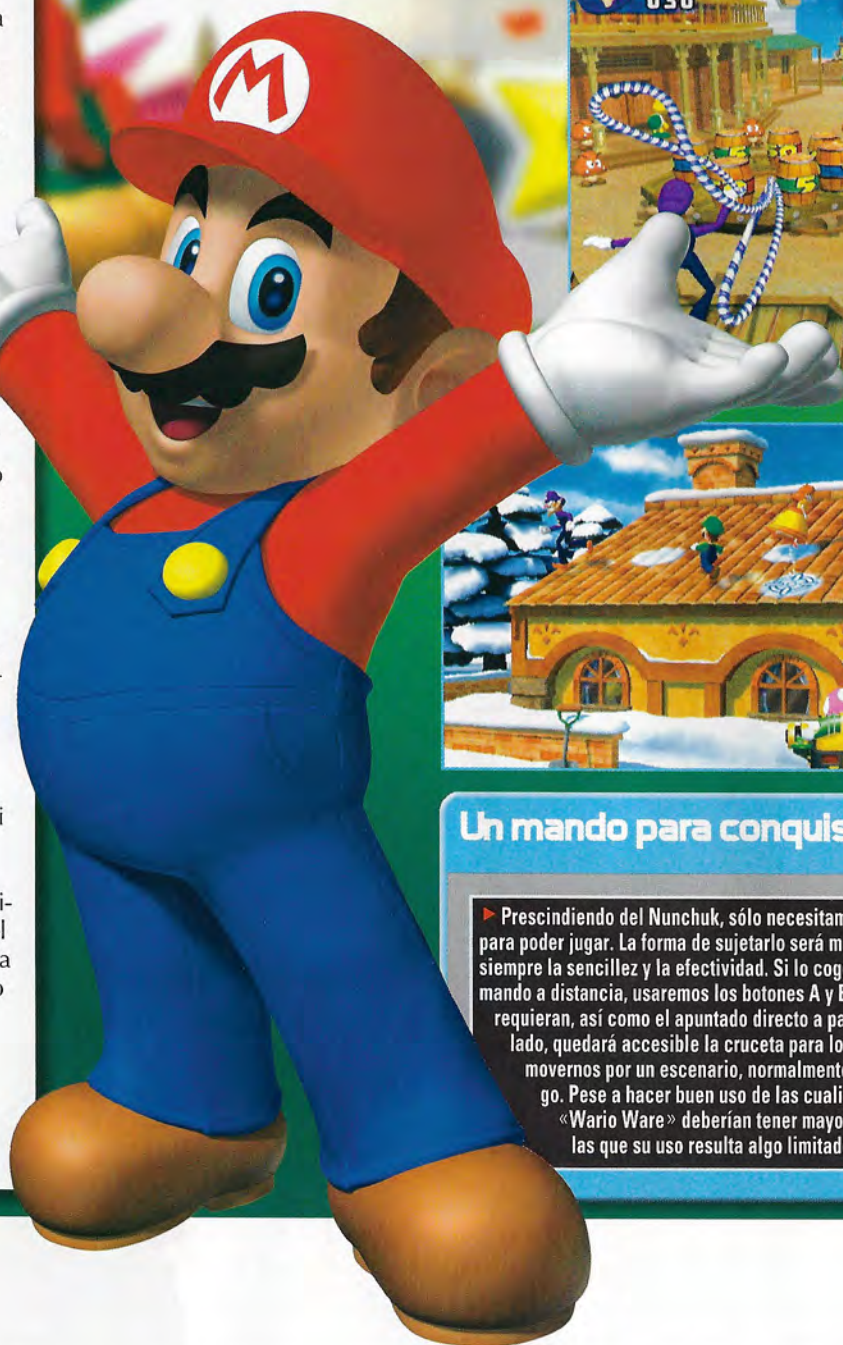 a
o
-
i
i-
l
a
o
M
030
5
5
Un mando para conquis
▶ Prescindiendo del Nunchuk, sólo necesitam
para poder jugar. La forma de sujetarlo será m
siempre la sencillez y la efectividad. Si lo cog
mando a distancia, usaremos los botones A y B
requieran, así como el apuntado directo a pa
lado, quedará accesible la cruceta para lo
movernos por un escenario, normalmente
go. Pese a hacer buen uso de las cuali
«Wario Ware» deberían tener mayo
las que su uso resulta algo limitad